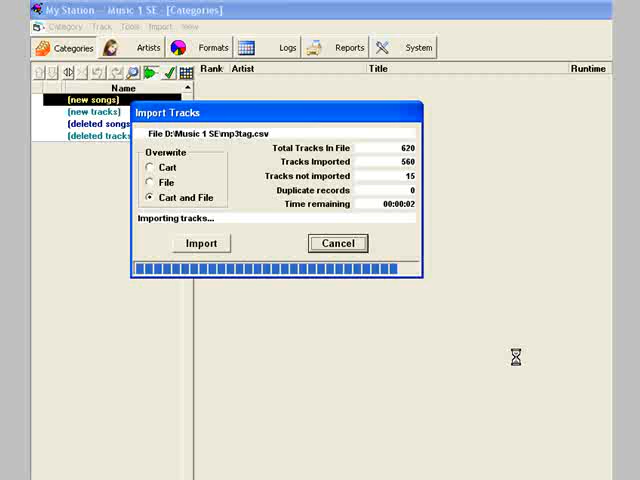 My Station - Music 1 SE - [Categories]
Category Track Tools Import View
Categories Artists Formats Logs Reports System
Name Rank Artist Title Runtime
(new songs)
(new tracks)
(deleted songs
(deleted tracks
Import Tracks
File D:\Music 1 SE\mp3tag.csv
Overwrite
Cart
File
Cart and File
Total Tracks In File 620
Tracks Imported 560
Tracks not imported 15
Duplicate records 0
Time remaining 00:00:02
Importing tracks...
Import Cancel